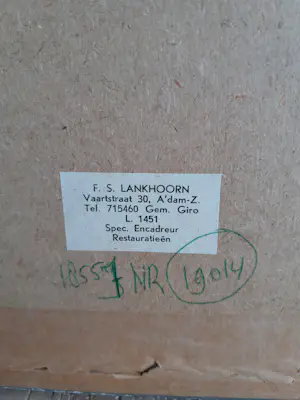 F. S. LANKHOORN
Vaartstraat 30, A'dam-Z.
Tel. 715460 Gem. Giro
L. 1451
Spec. Encadreur
Restauratieën
NR 19014